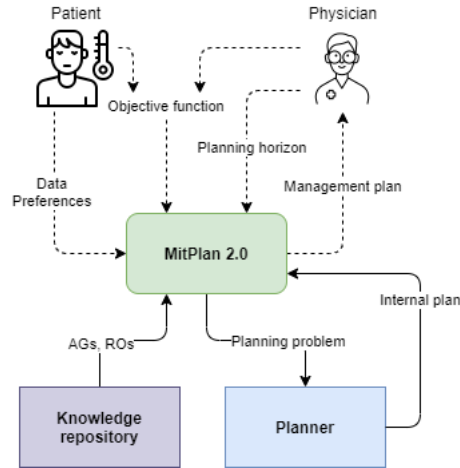 Patient
Physician
Objective function
Planning horizon
Data
Preferences
Management plan
MitPlan 2.0
Internal plan
AGs, ROs
Planning problem
Knowledge
repository
Planner